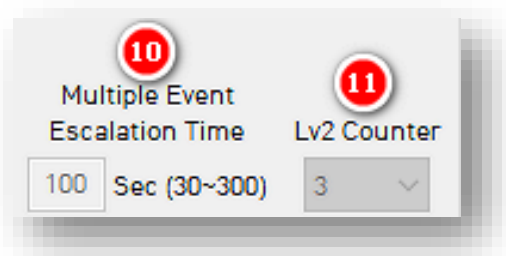 10
11
Multiple Event
Escalation Time
Lv2 Counter
100 Sec (30~300)
3